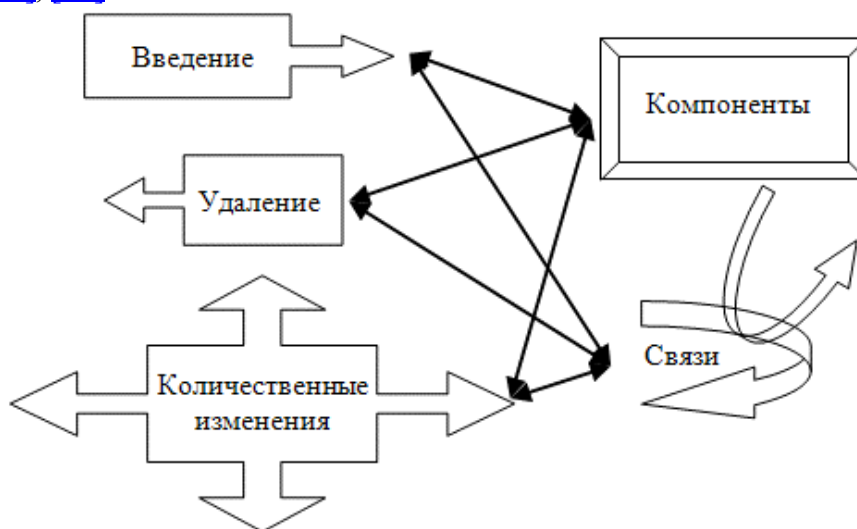 Введение
Компоненты
Удаление
Связи
Количественные
изменения